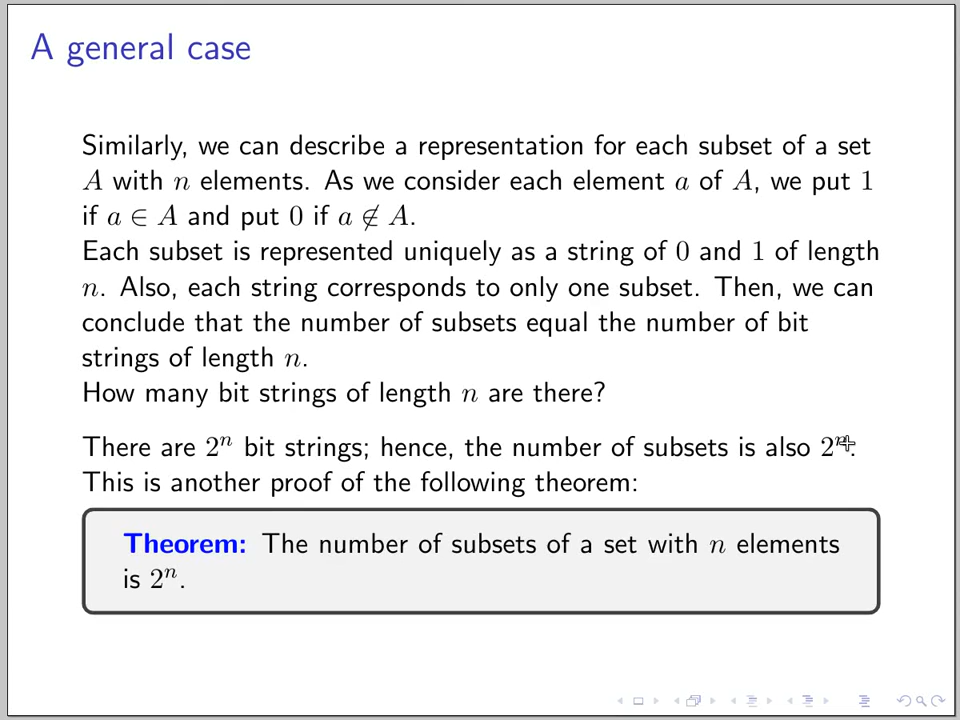 A general case
Similarly, we can describe a representation for each subset of a set
A with n elements. As we consider each element a of A, we put 1
if a ∈ A and put 0 if a ∉ A.
Each subset is represented uniquely as a string of 0 and 1 of length
n. Also, each string corresponds to only one subset. Then, we can
conclude that the number of subsets equal the number of bit
strings of length n.
How many bit strings of length n are there?
There are 2ⁿ bit strings; hence, the number of subsets is also 2ⁿ.
This is another proof of the following theorem:
Theorem: The number of subsets of a set with n elements
is 2ⁿ.